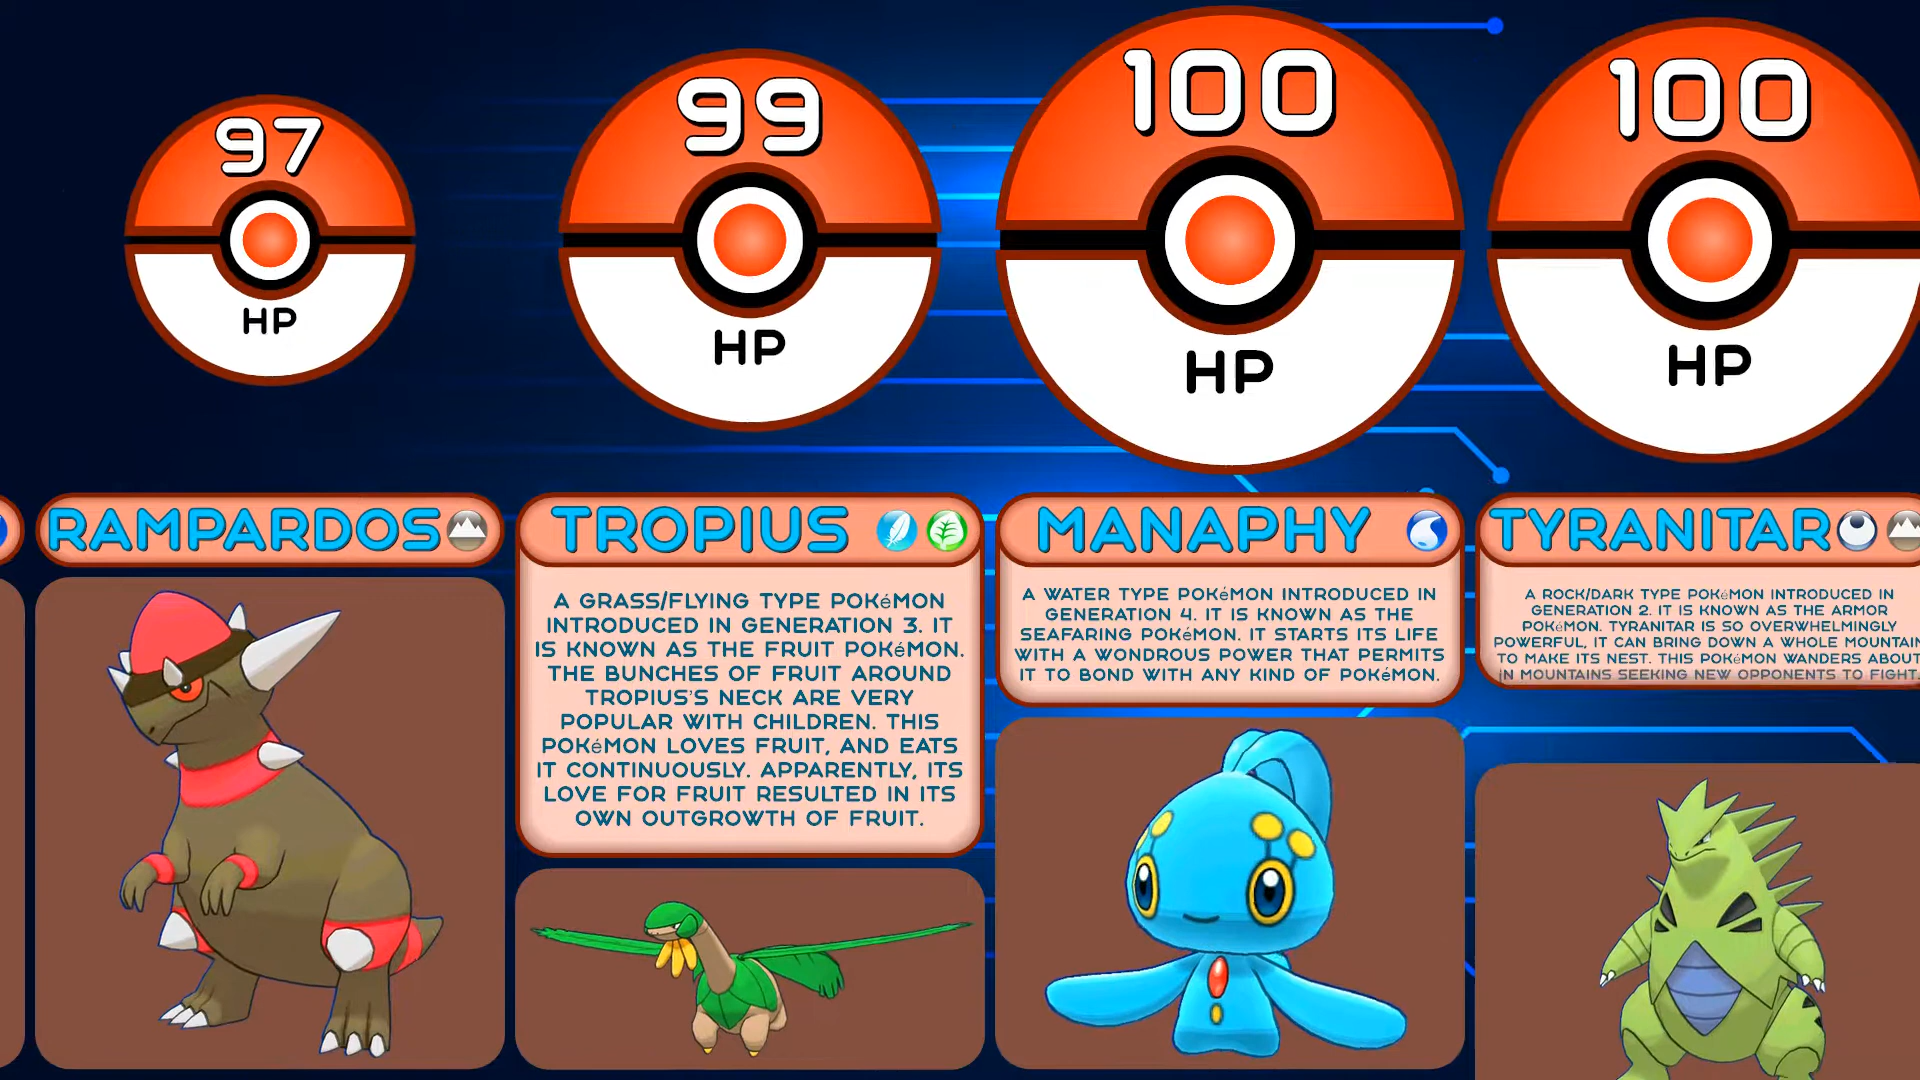 97
HP
99
HP
100
HP
100
HP
RAMPARDOS
TROPIUS
A GRASS/FLYING TYPE POKéMON
INTRODUCED IN GENERATION 3. IT
IS KNOWN AS THE FRUIT POKéMON.
THE BUNCHES OF FRUIT AROUND
TROPIUS'S NECK ARE VERY
POPULAR WITH CHILDREN. THIS
POKéMON LOVES FRUIT, AND EATS
IT CONTINUOUSLY. APPARENTLY, ITS
LOVE FOR FRUIT RESULTED IN ITS
OWN OUTGROWTH OF FRUIT.
MANAPHY
A WATER TYPE POKéMON INTRODUCED IN
GENERATION 4. IT IS KNOWN AS THE
SEAFARING POKéMON. IT STARTS ITS LIFE
WITH A WONDROUS POWER THAT PERMITS
IT TO BOND WITH ANY KIND OF POKéMON.
TYRANITAR
A ROCK/DARK TYPE POKéMON INTRODUCED IN
GENERATION 2. IT IS KNOWN AS THE ARMOR
POKéMON. TYRANITAR IS SO OVERWHELMINGLY
POWERFUL, IT CAN BRING DOWN A WHOLE MOUNTAIN
TO MAKE ITS NEST. THIS POKéMON WANDERS ABOUT
IN MOUNTAINS SEEKING NEW OPPONENTS TO FIGHT.